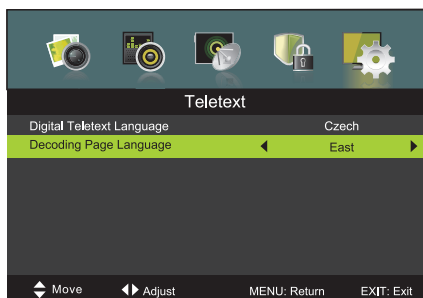 Teletext
Digital Teletext Language Czech
Decoding Page Language East
Move Adjust MENU: Return EXIT: Exit